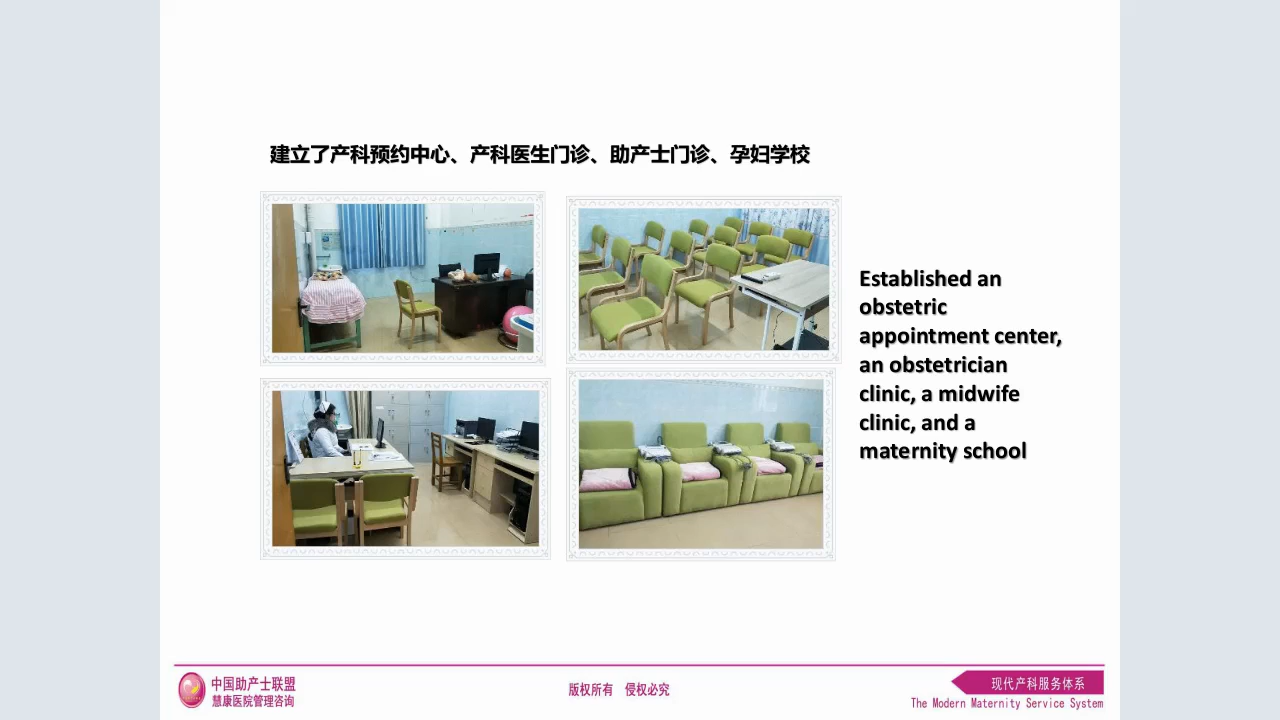 建立了产科预约中心、产科医生门诊、助产士门诊、孕妇学校
Established an
obstetric
appointment center,
an obstetrician
clinic, a midwife
clinic, and a
maternity school
中国助产士联盟
慧康医院管理咨询
版权所有 侵权必究
现代产科服务体系
The Modern Maternity Service System